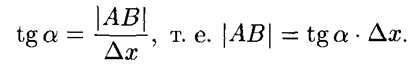 tg α = |AB| / Δx, т. е. |AB| = tg α · Δx.